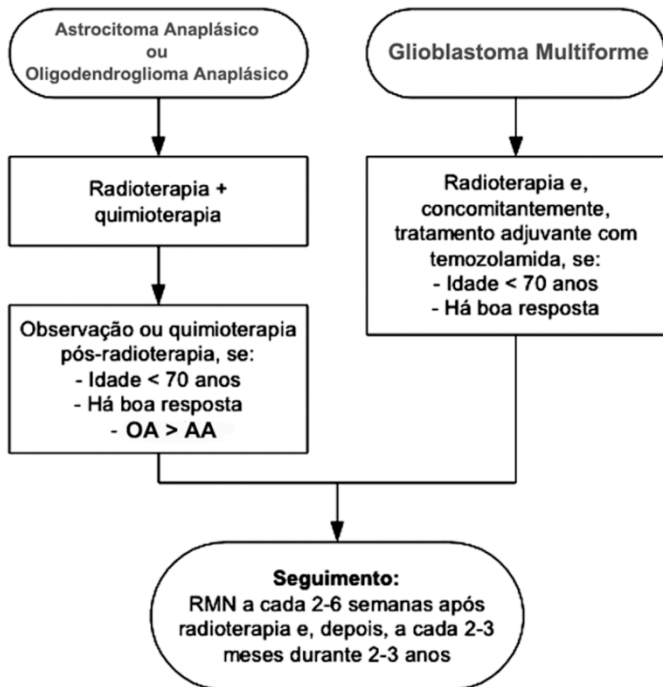 Astrocitoma Anaplásico
ou
Oligodendroglioma Anaplásico
Radioterapia +
quimioterapia
Observação ou quimioterapia
pós-radioterapia, se:
- Idade < 70 anos
- Há boa resposta
- OA > AA
Glioblastoma Multiforme
Radioterapia e,
concomitantemente,
tratamento adjuvante com
temozolamida, se:
- Idade < 70 anos
- Há boa resposta
Seguimento:
RMN a cada 2-6 semanas após
radioterapia e, depois, a cada 2-3
meses durante 2-3 anos